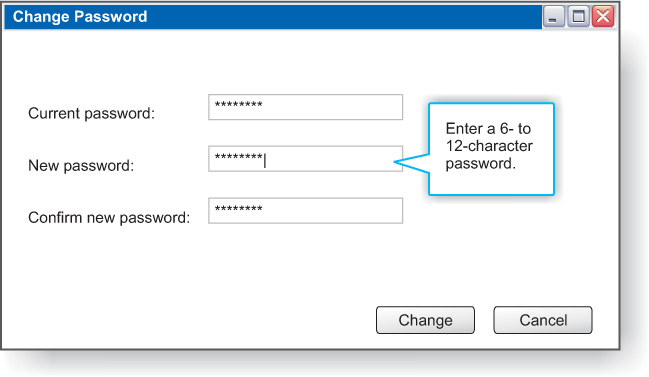 Change Password
Current password: ********
New password: ********
Enter a 6- to
12-character
password.
Confirm new password: ********
Change
Cancel